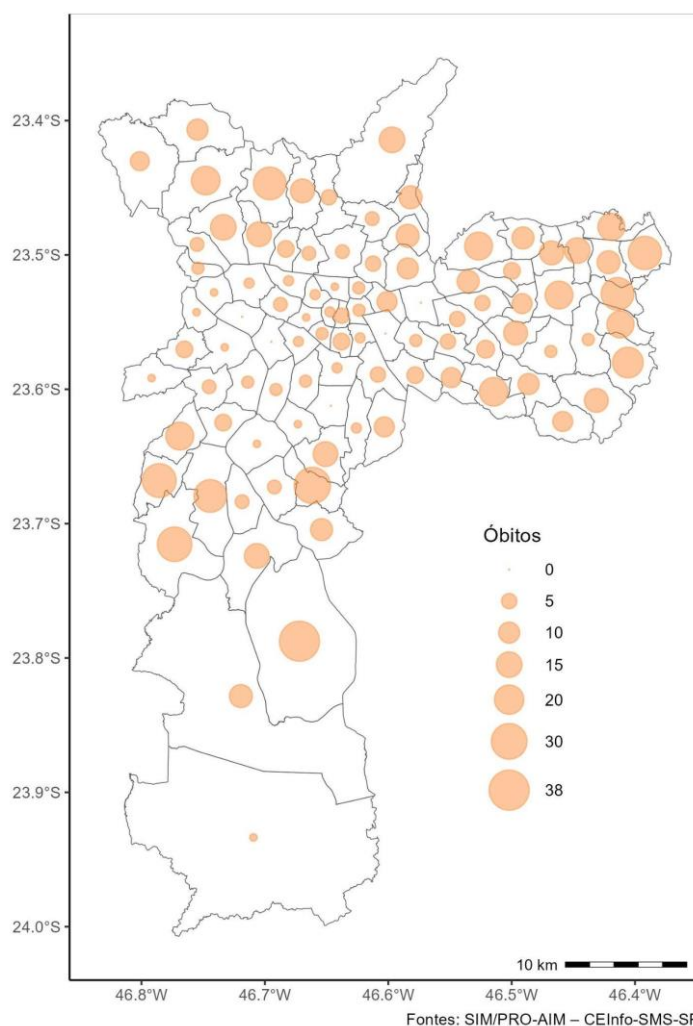 23.4°S
23.5°S
23.6°S
23.7°S
23.8°S
23.9°S
24.0°S
Óbitos
0
5
10
15
20
30
38
10 km
46.8°W 46.7°W 46.6°W 46.5°W 46.4°W
Fontes: SIM/PRO-AIM – CEInfo-SMS-SP